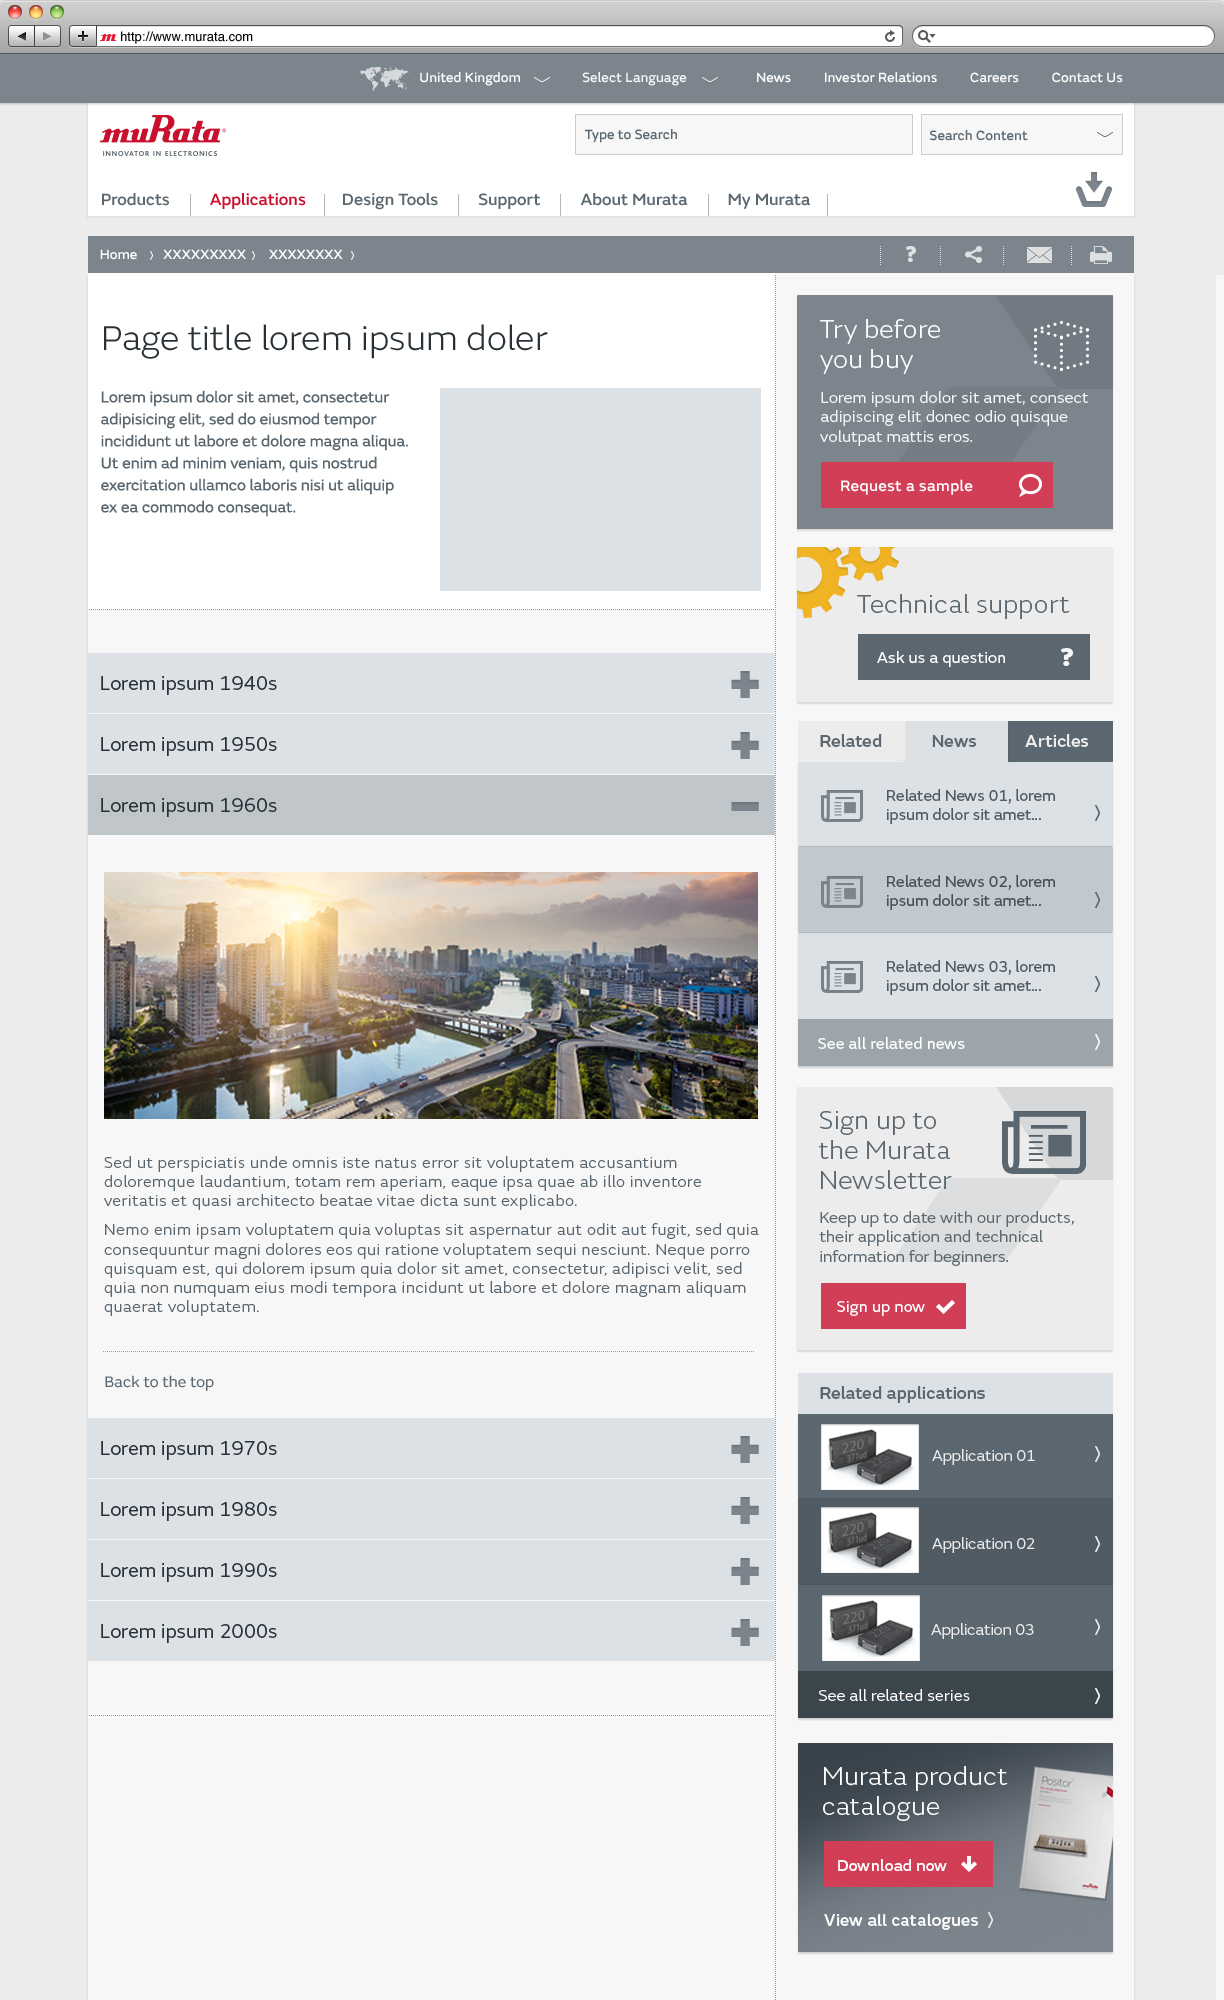 http://www.murata.com
United Kingdom
Select Language
News
Investor Relations
Careers
Contact Us
muRata
INNOVATOR IN ELECTRONICS
Type to Search
Search Content
Products
Applications
Design Tools
Support
About Murata
My Murata
Home
XXXXXXXXX
XXXXXXXX
Page title lorem ipsum doler
Lorem ipsum dolor sit amet, consectetur
adipisicing elit, sed do eiusmod tempor
incididunt ut labore et dolore magna aliqua.
Ut enim ad minim veniam, quis nostrud
exercitation ullamco laboris nisi ut aliquip
ex ea commodo consequat.
Lorem ipsum 1940s
Lorem ipsum 1950s
Lorem ipsum 1960s
Sed ut perspiciatis unde omnis iste natus error sit voluptatem accusantium
doloremque laudantium, totam rem aperiam, eaque ipsa quae ab illo inventore
veritatis et quasi architecto beatae vitae dicta sunt explicabo.
Nemo enim ipsam voluptatem quia voluptas sit aspernatur aut odit aut fugit, sed quia
consequuntur magni dolores eos qui ratione voluptatem sequi nesciunt. Neque porro
quisquam est, qui dolorem ipsum quia dolor sit amet, consectetur, adipisci velit, sed
quia non numquam eius modi tempora incidunt ut labore et dolore magnam aliquam
quaerat voluptatem.
Back to the top
Lorem ipsum 1970s
Lorem ipsum 1980s
Lorem ipsum 1990s
Lorem ipsum 2000s
Try before
you buy
Lorem ipsum dolor sit amet, consect
adipiscing elit donec odio quisque
volutpat mattis eros.
Request a sample
Technical support
Ask us a question
Related
News
Articles
Related News 01, lorem
ipsum dolor sit amet...
Related News 02, lorem
ipsum dolor sit amet...
Related News 03, lorem
ipsum dolor sit amet...
See all related news
Sign up to
the Murata
Newsletter
Keep up to date with our products,
their application and technical
information for beginners.
Sign up now
Related applications
220
371ud
220
Application 01
220
371ud
220
Application 02
220
371ud
220
Application 03
See all related series
Murata product
catalogue
Positor
muRata
Download now
View all catalogues